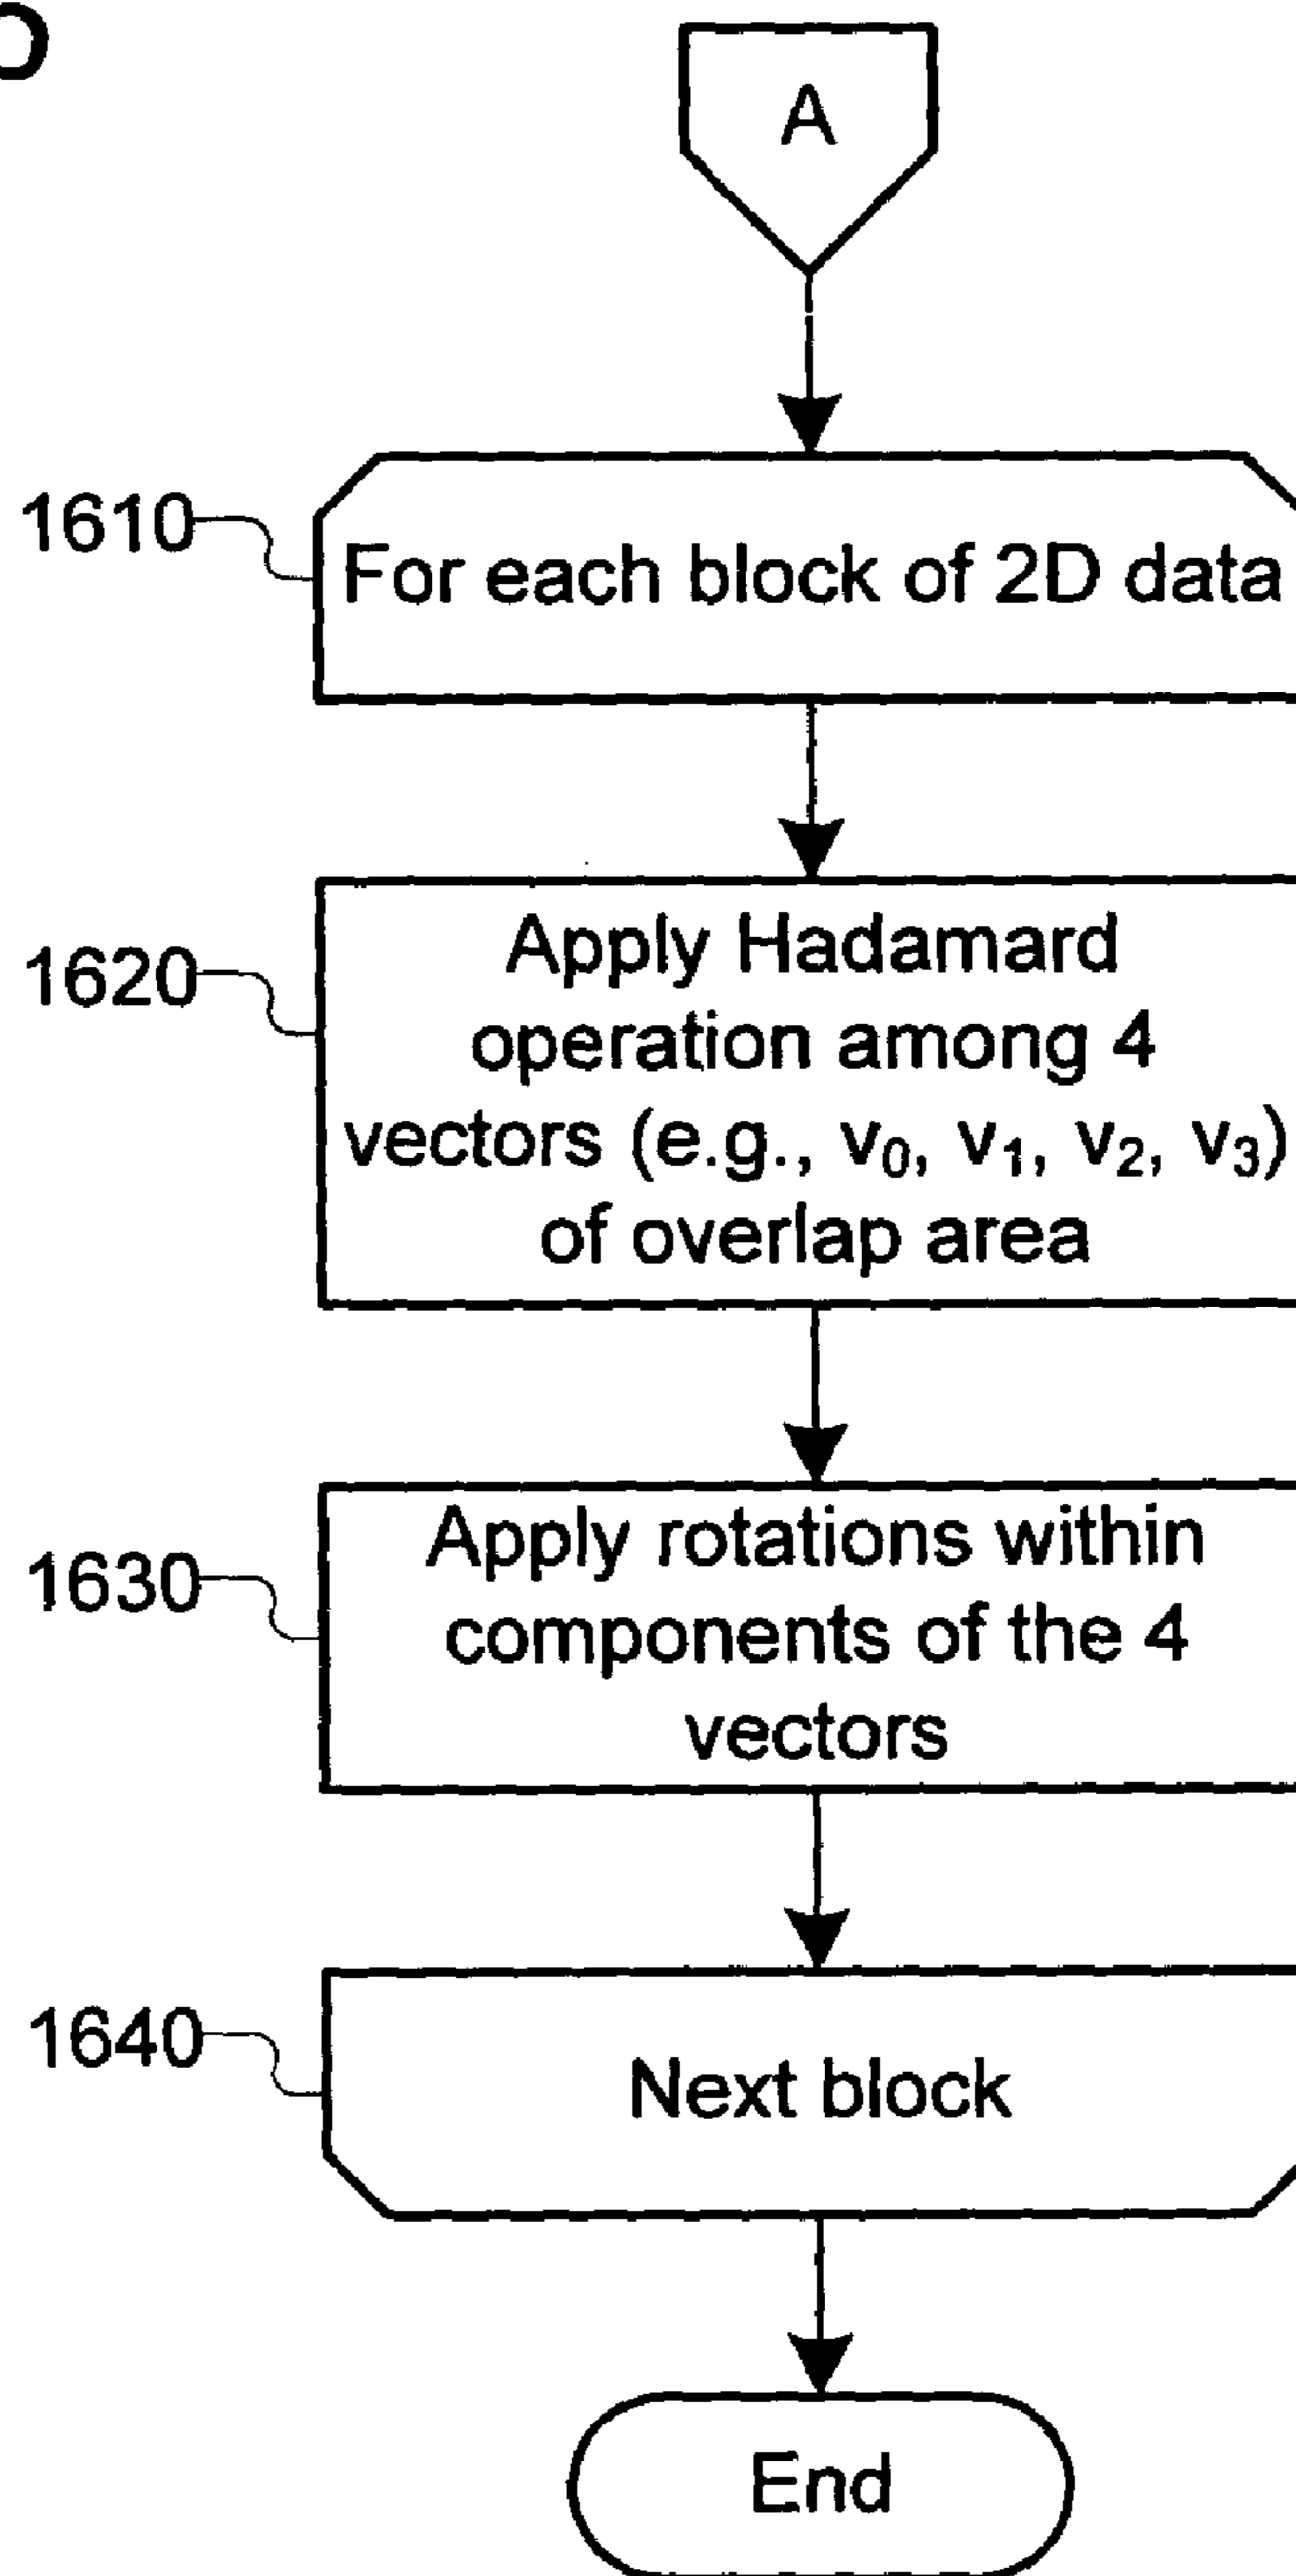 A
1610
For each block of 2D data
1620
Apply Hadamard
operation among 4
vectors (e.g., v₀, v₁, v₂, v₃)
of overlap area
1630
Apply rotations within
components of the 4
vectors
1640
Next block
End